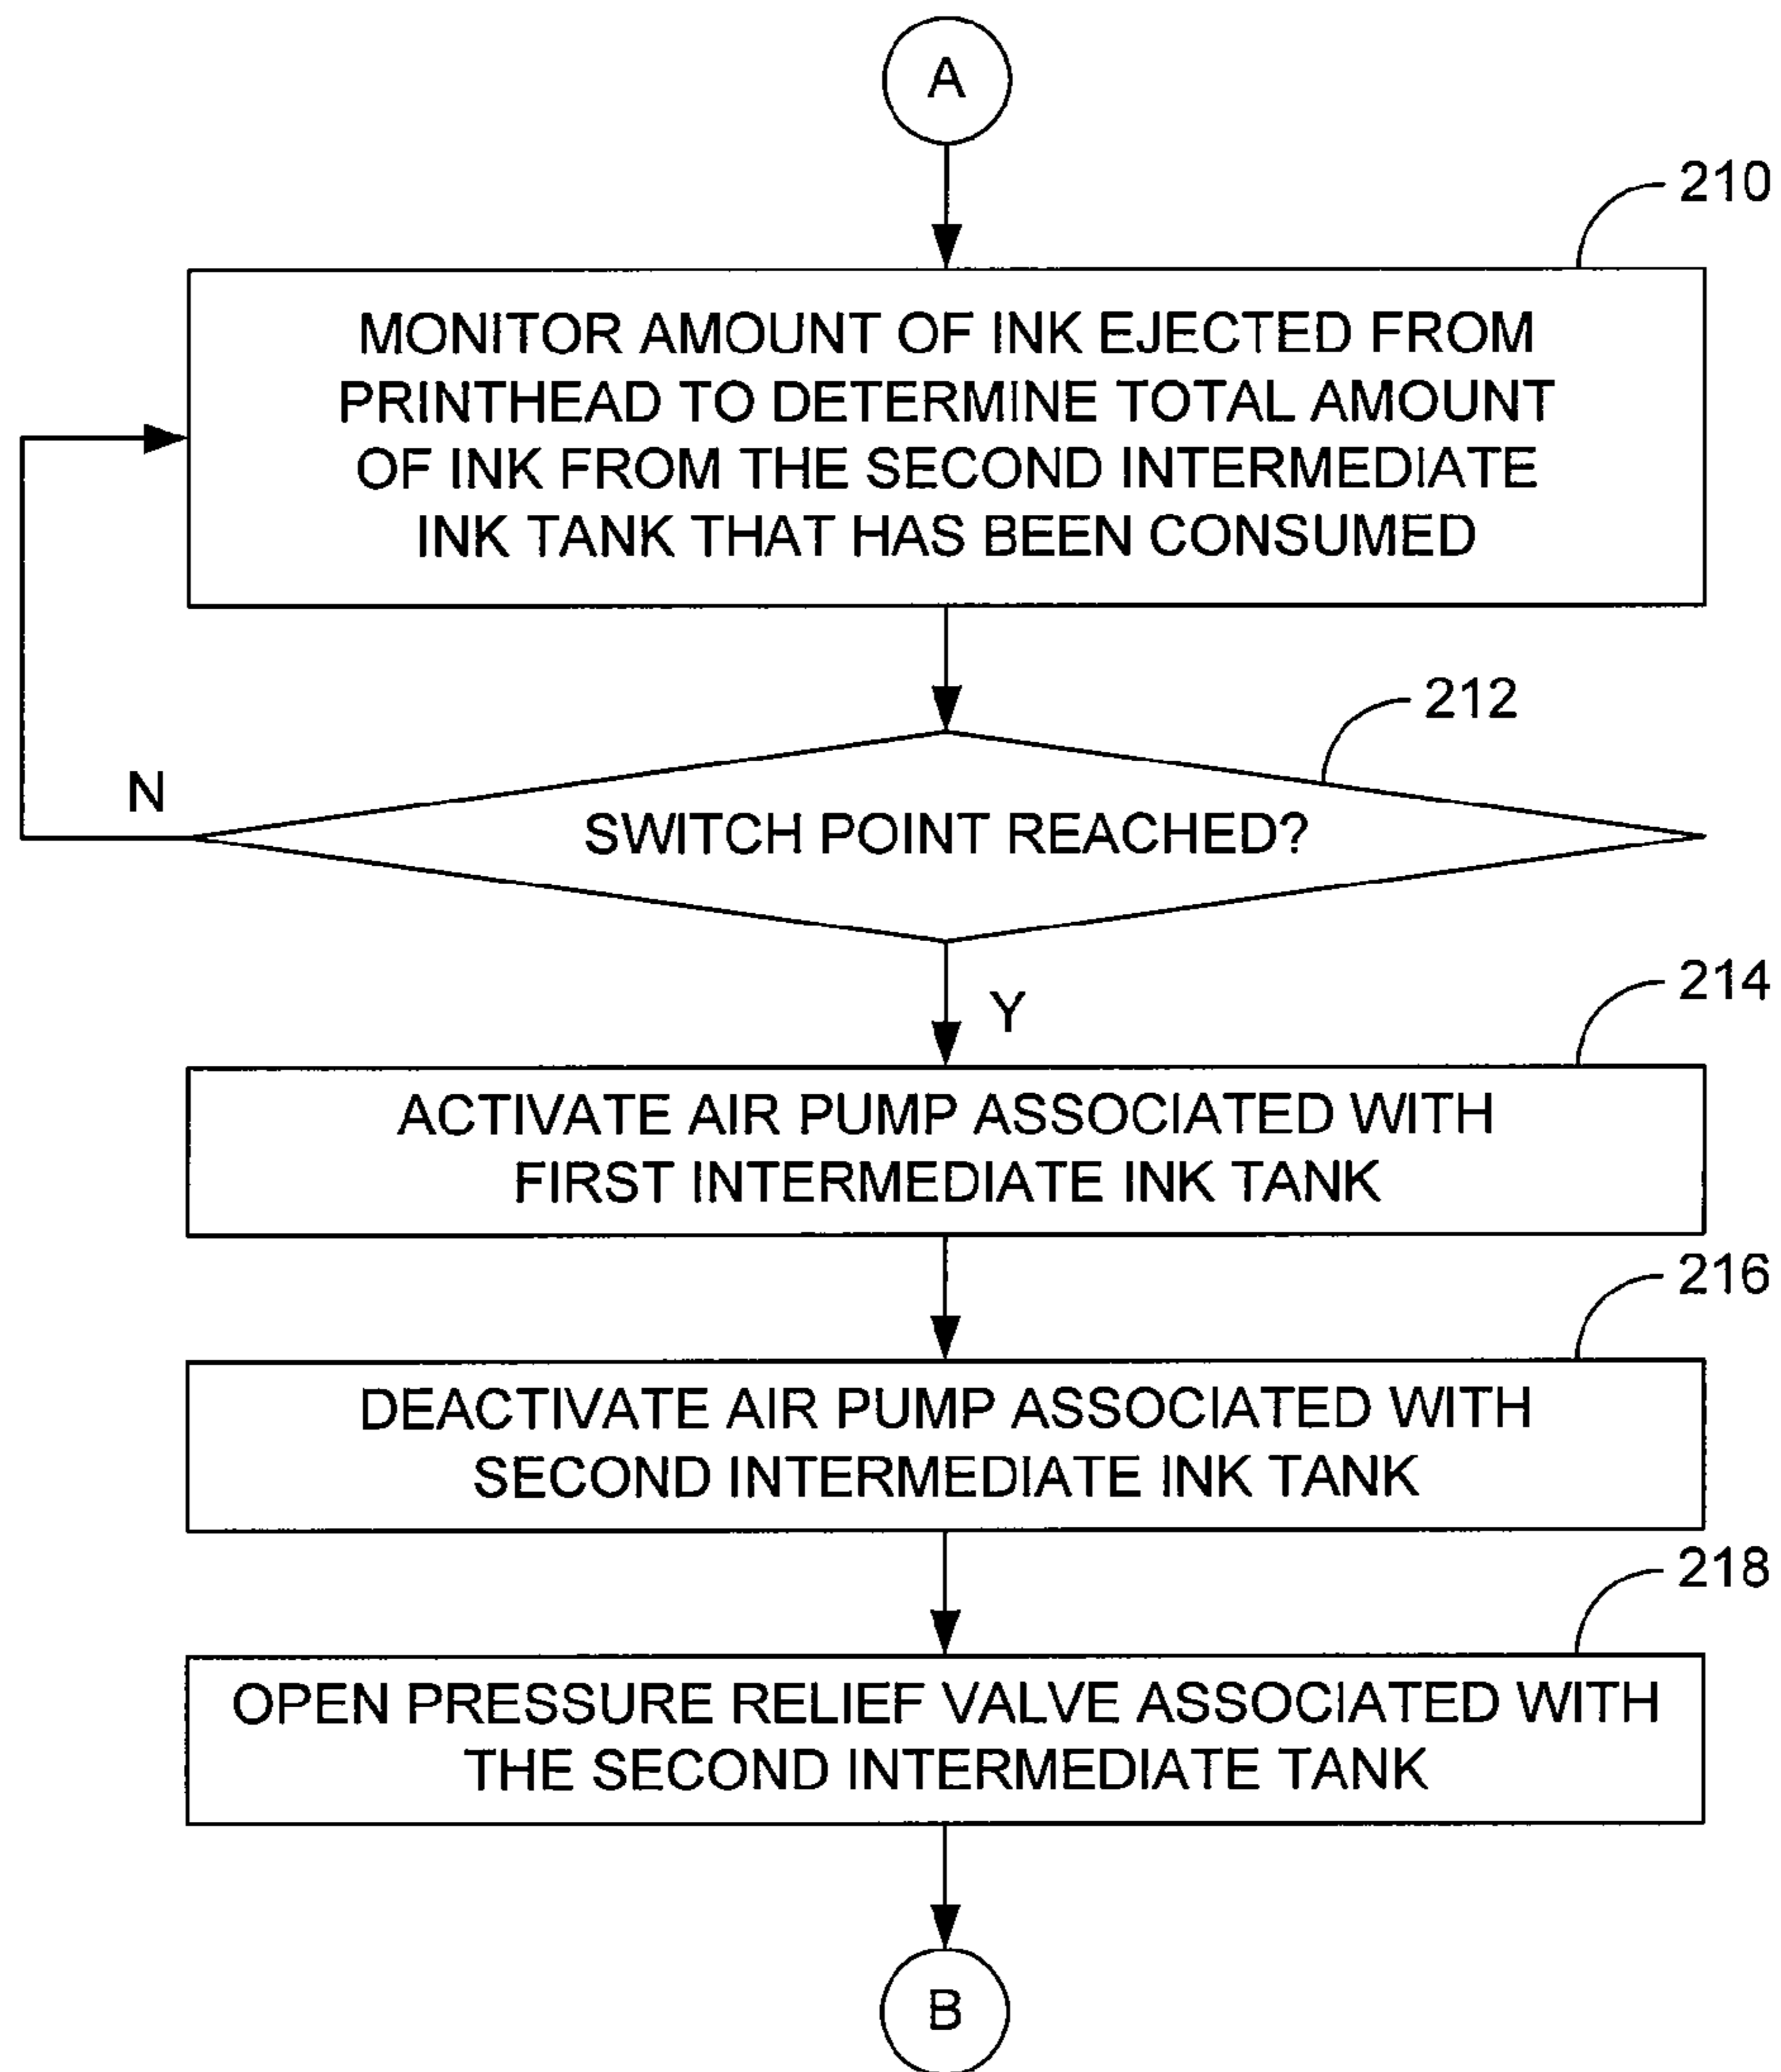 A
210
MONITOR AMOUNT OF INK EJECTED FROM
PRINTHEAD TO DETERMINE TOTAL AMOUNT
OF INK FROM THE SECOND INTERMEDIATE
INK TANK THAT HAS BEEN CONSUMED
212
N
SWITCH POINT REACHED?
Y
214
ACTIVATE AIR PUMP ASSOCIATED WITH
FIRST INTERMEDIATE INK TANK
216
DEACTIVATE AIR PUMP ASSOCIATED WITH
SECOND INTERMEDIATE INK TANK
218
OPEN PRESSURE RELIEF VALVE ASSOCIATED WITH
THE SECOND INTERMEDIATE TANK
B